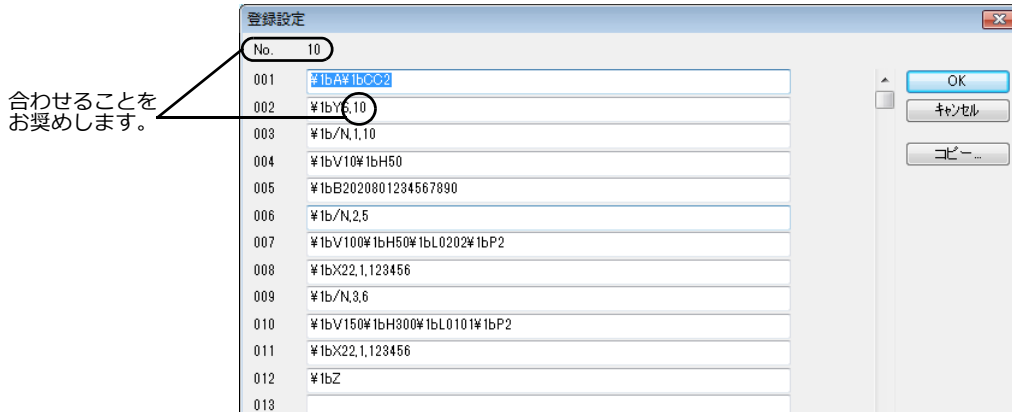 登録設定
No. 10
合わせることを
お奨めします。
001 ¥1bA¥1bCC2
002 ¥1bYS,10
003 ¥1b/N,1,10
004 ¥1bV10¥1bH50
005 ¥1bB2020801234567890
006 ¥1b/N,2,5
007 ¥1bV100¥1bH50¥1bL0202¥1bP2
008 ¥1bX22,1,123456
009 ¥1b/N,3,6
010 ¥1bV150¥1bH300¥1bL0101¥1bP2
011 ¥1bX22,1,123456
012 ¥1bZ
013
OK
キャンセル
コピー...